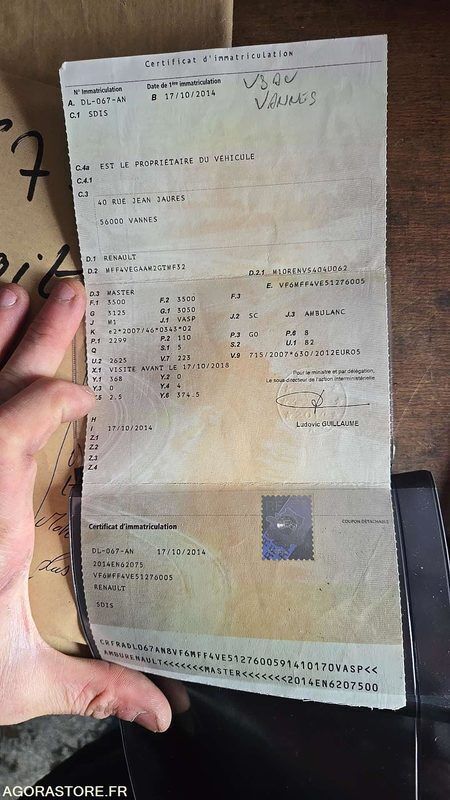 Certificat d'immatriculation
N° Immatriculation
Date de 1ère immatriculation
A. DL-067-AN
B 17/10/2014
VSAV
VANNES
C.1 SDIS
C.4a EST LE PROPRIÉTAIRE DU VÉHICULE
C.4.1
C.3
40 RUE JEAN JAURES
56000 VANNES
D.1 RENAULT
D.2 MFF4VEGAAM2GTMF32
D.2.1 M10RENVS404U062
D.3 MASTER
E. VF6MFF4VE51276005
F.1 3500 F.2 3500 F.3
G 3125 G.1 3050
J M1 J.1 VASP J.2 SC J.3 AMBULANC
K e2*2007/46*0343*02
P.1 2299 P.2 110 P.3 GO P.6 8
Q S.1 5 S.2 U.1 82
U.2 2625 V.7 223 V.9 715/2007*630/2012EURO5
X.1 VISITE AVANT LE 17/10/2018
Y.1 368 Y.2 0
Y.3 0 Y.4 4
Y.5 2.5 Y.6 374.5
Pour le ministre et par délégation,
Le sous-directeur de l'action interministérielle
Ludovic GUILLAUME
H
I 17/10/2014
Z.1
Z.2
Z.3
Z.4
Certificat d'immatriculation
COUPON DÉTACHABLE
DL-067-AN 17/10/2014
2014EN62075
VF6MFF4VE51276005
RENAULT
SDIS
CRFRADL067AN8VF6MFF4VE5127600591410170VASP<<
AMBURENAULT<<<<<<<MASTER<<<<<<<2014EN6207500
AGORASTORE.FR